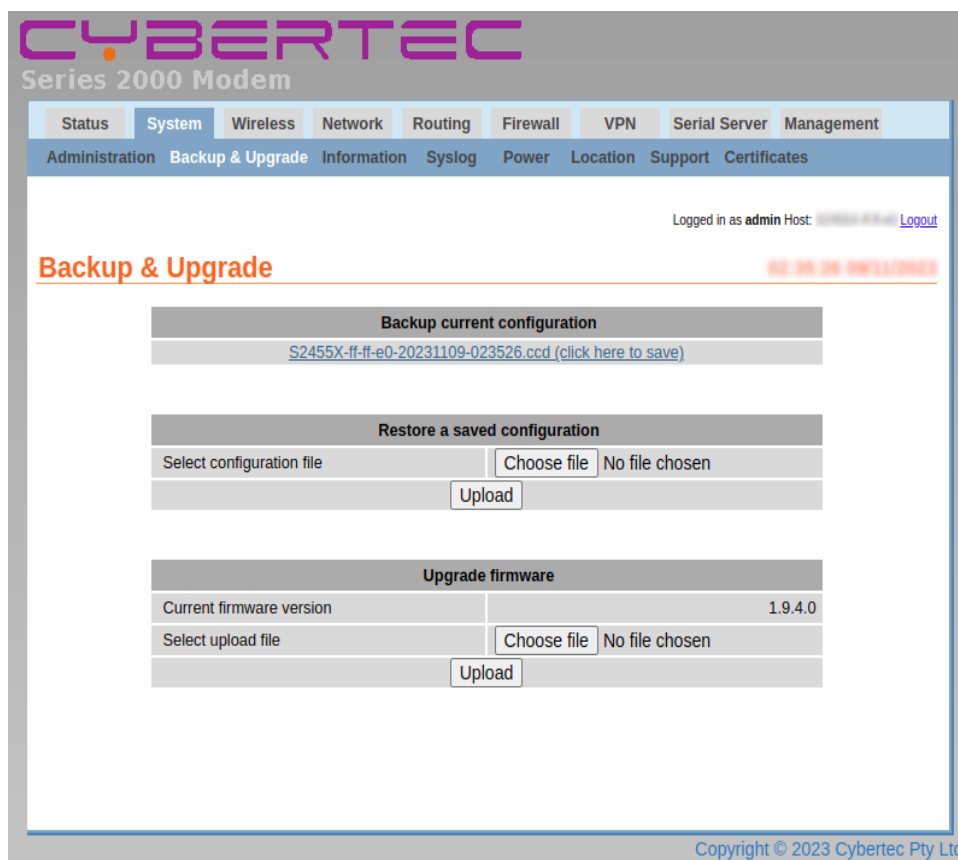 CYBERTEC
Series 2000 Modem
Status System Wireless Network Routing Firewall VPN Serial Server Management
Administration Backup & Upgrade Information Syslog Power Location Support Certificates
Logged in as admin Host: Logout
Backup & Upgrade
Backup current configuration
S2455X-ff-ff-e0-20231109-023526.ccd (click here to save)
Restore a saved configuration
Select configuration file Choose file No file chosen
Upload
Upgrade firmware
Current firmware version 1.9.4.0
Select upload file Choose file No file chosen
Upload
Copyright © 2023 Cybertec Pty Ltd